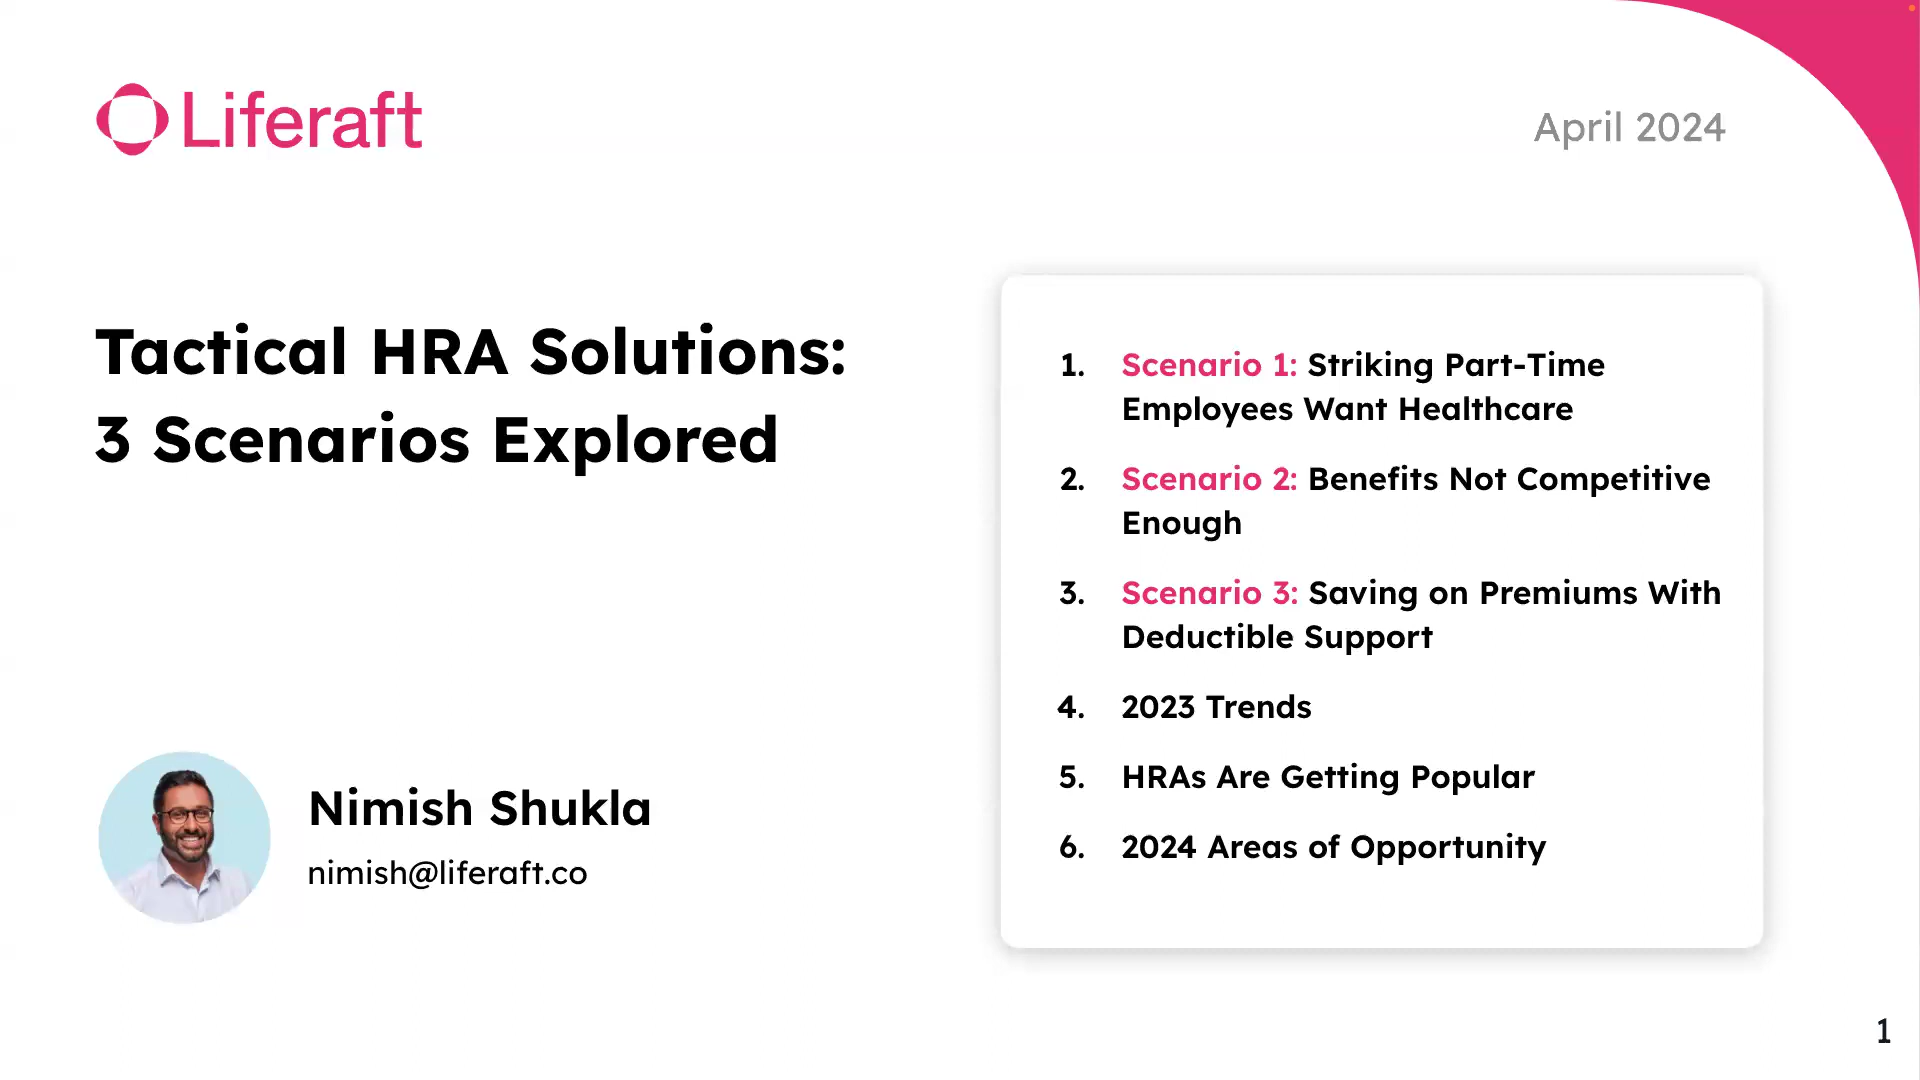 Liferaft
April 2024
Tactical HRA Solutions:
3 Scenarios Explored
Nimish Shukla
nimish@liferaft.co
1. Scenario 1: Striking Part-Time
Employees Want Healthcare
2. Scenario 2: Benefits Not Competitive
Enough
3. Scenario 3: Saving on Premiums With
Deductible Support
4. 2023 Trends
5. HRAs Are Getting Popular
6. 2024 Areas of Opportunity
1